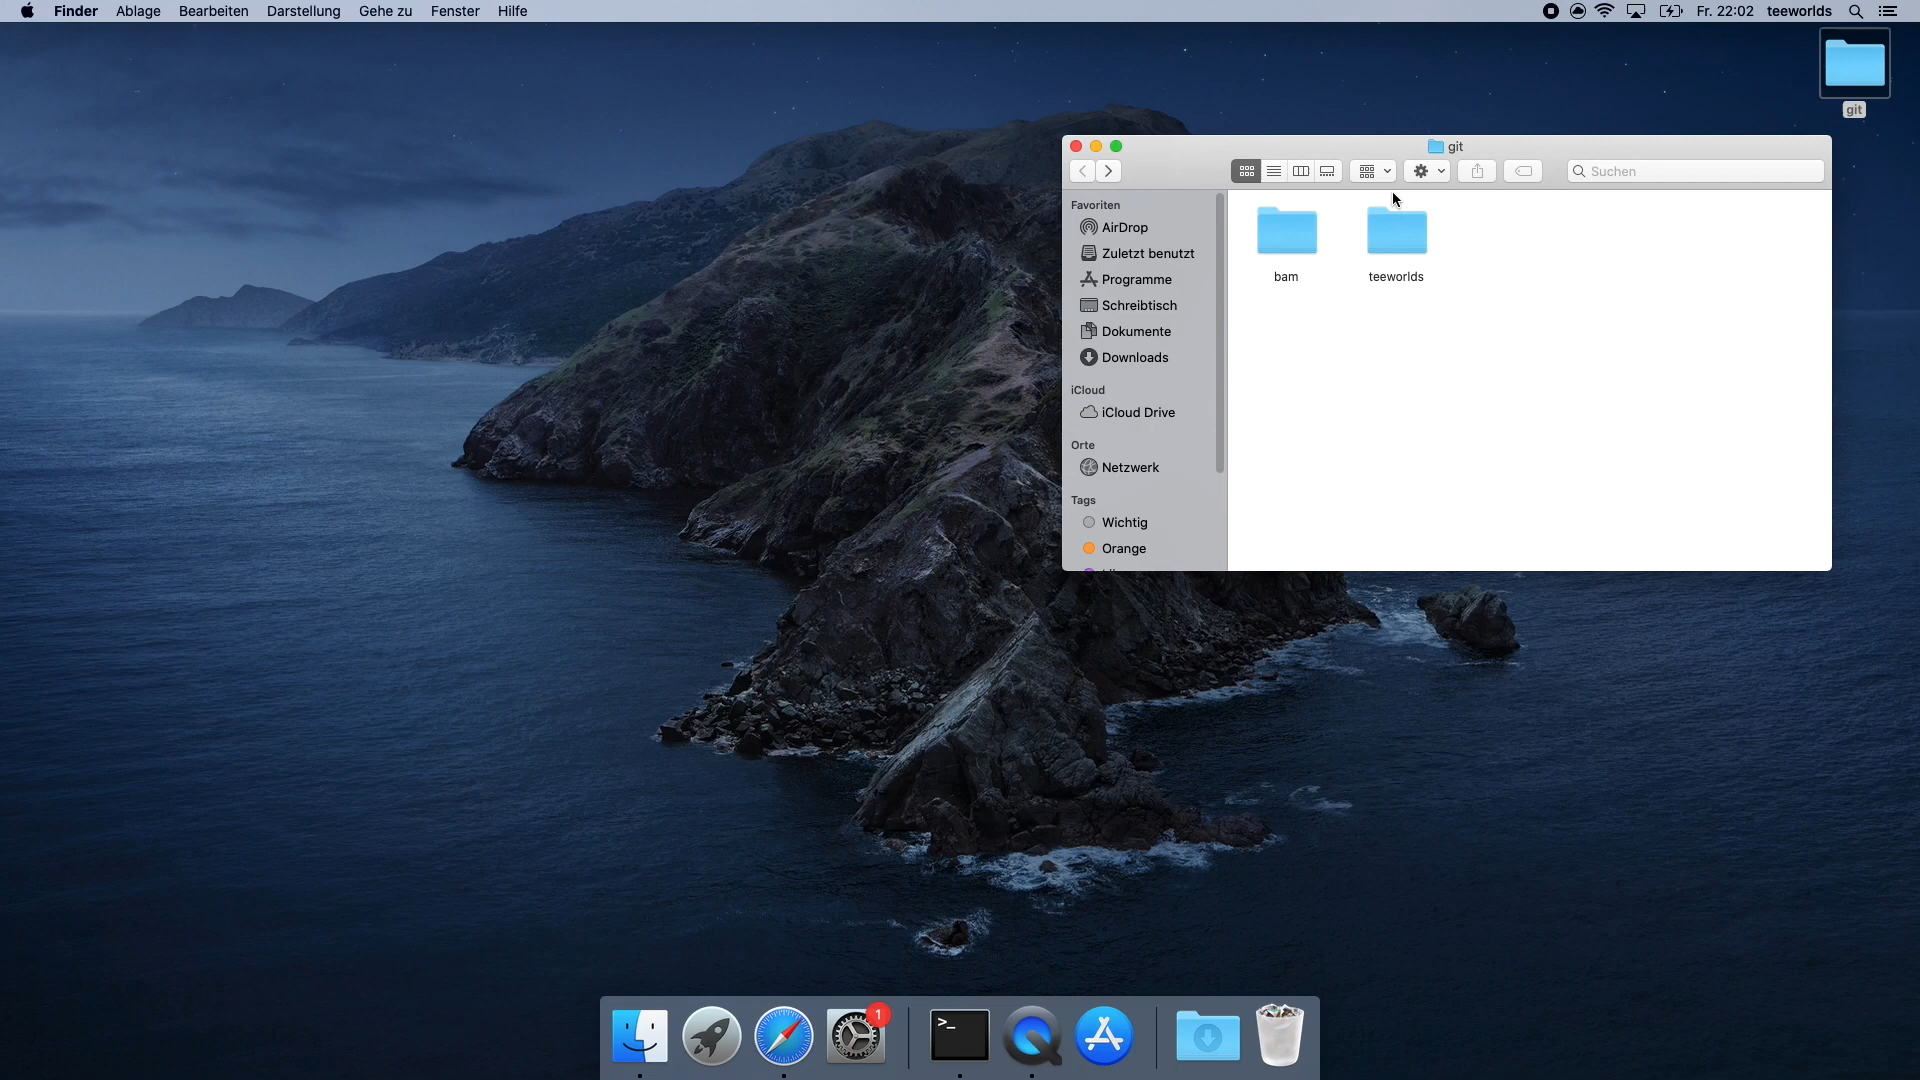 Finder Ablage Bearbeiten Darstellung Gehe zu Fenster Hilfe Fr. 22:02 teeworlds
git
git
Suchen
Favoriten
AirDrop
Zuletzt benutzt
Programme
Schreibtisch
Dokumente
Downloads
iCloud
iCloud Drive
Orte
Netzwerk
Tags
Wichtig
Orange
bam teeworlds
1
>_